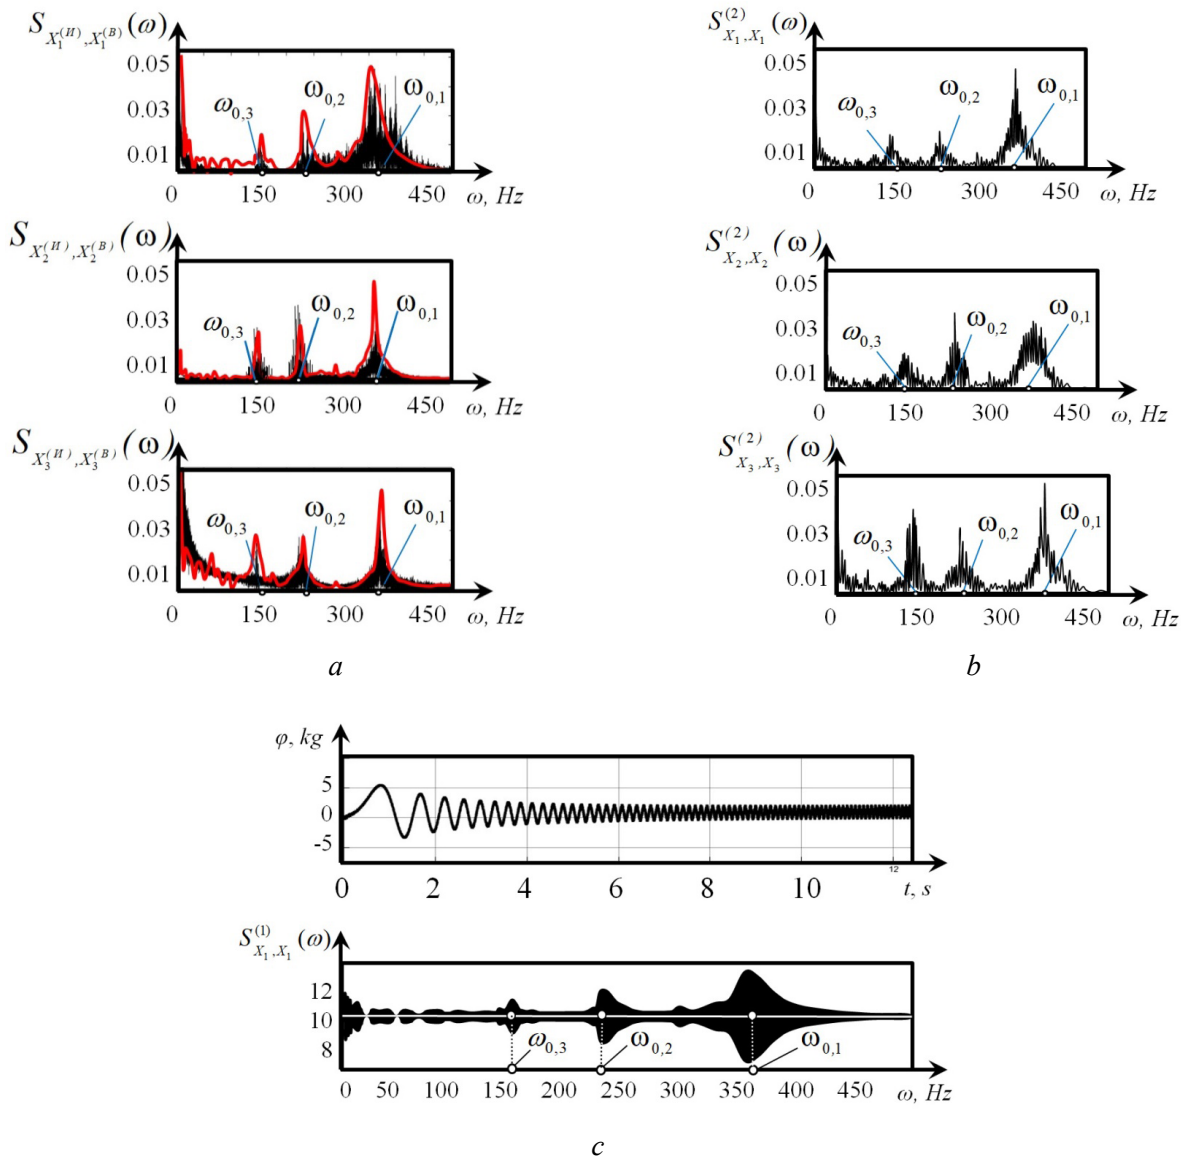 S X₁⁽ᴵᴵ⁾,X₁⁽ᴮ⁾ (ω)
0.05
0.03
0.01
ω0,3
ω0,2
ω0,1
0 150 300 450 ω, Hz
S X₂⁽ᴵᴵ⁾,X₂⁽ᴮ⁾ (ω)
0.05
0.03
0.01
ω0,3
ω0,2
ω0,1
0 150 300 450 ω, Hz
S X₃⁽ᴵᴵ⁾,X₃⁽ᴮ⁾ (ω)
0.05
0.03
0.01
ω0,3
ω0,2
ω0,1
0 150 300 450 ω, Hz
a
S⁽²⁾ X₁,X₁ (ω)
0.05
0.03
0.01
ω0,3
ω0,2
ω0,1
0 150 300 450 ω, Hz
S⁽²⁾ X₂,X₂ (ω)
0.05
0.03
0.01
ω0,3
ω0,2
ω0,1
0 150 300 450 ω, Hz
S⁽²⁾ X₃,X₃ (ω)
0.05
0.03
0.01
ω0,3
ω0,2
ω0,1
0 150 300 450 ω, Hz
b
φ, kg
5
0
-5
12
0 2 4 6 8 10 t, s
S⁽¹⁾ X₁,X₁ (ω)
12
10
8
ω0,3
ω0,2
ω0,1
0 50 100 150 200 250 300 350 400 450 ω, Hz
c